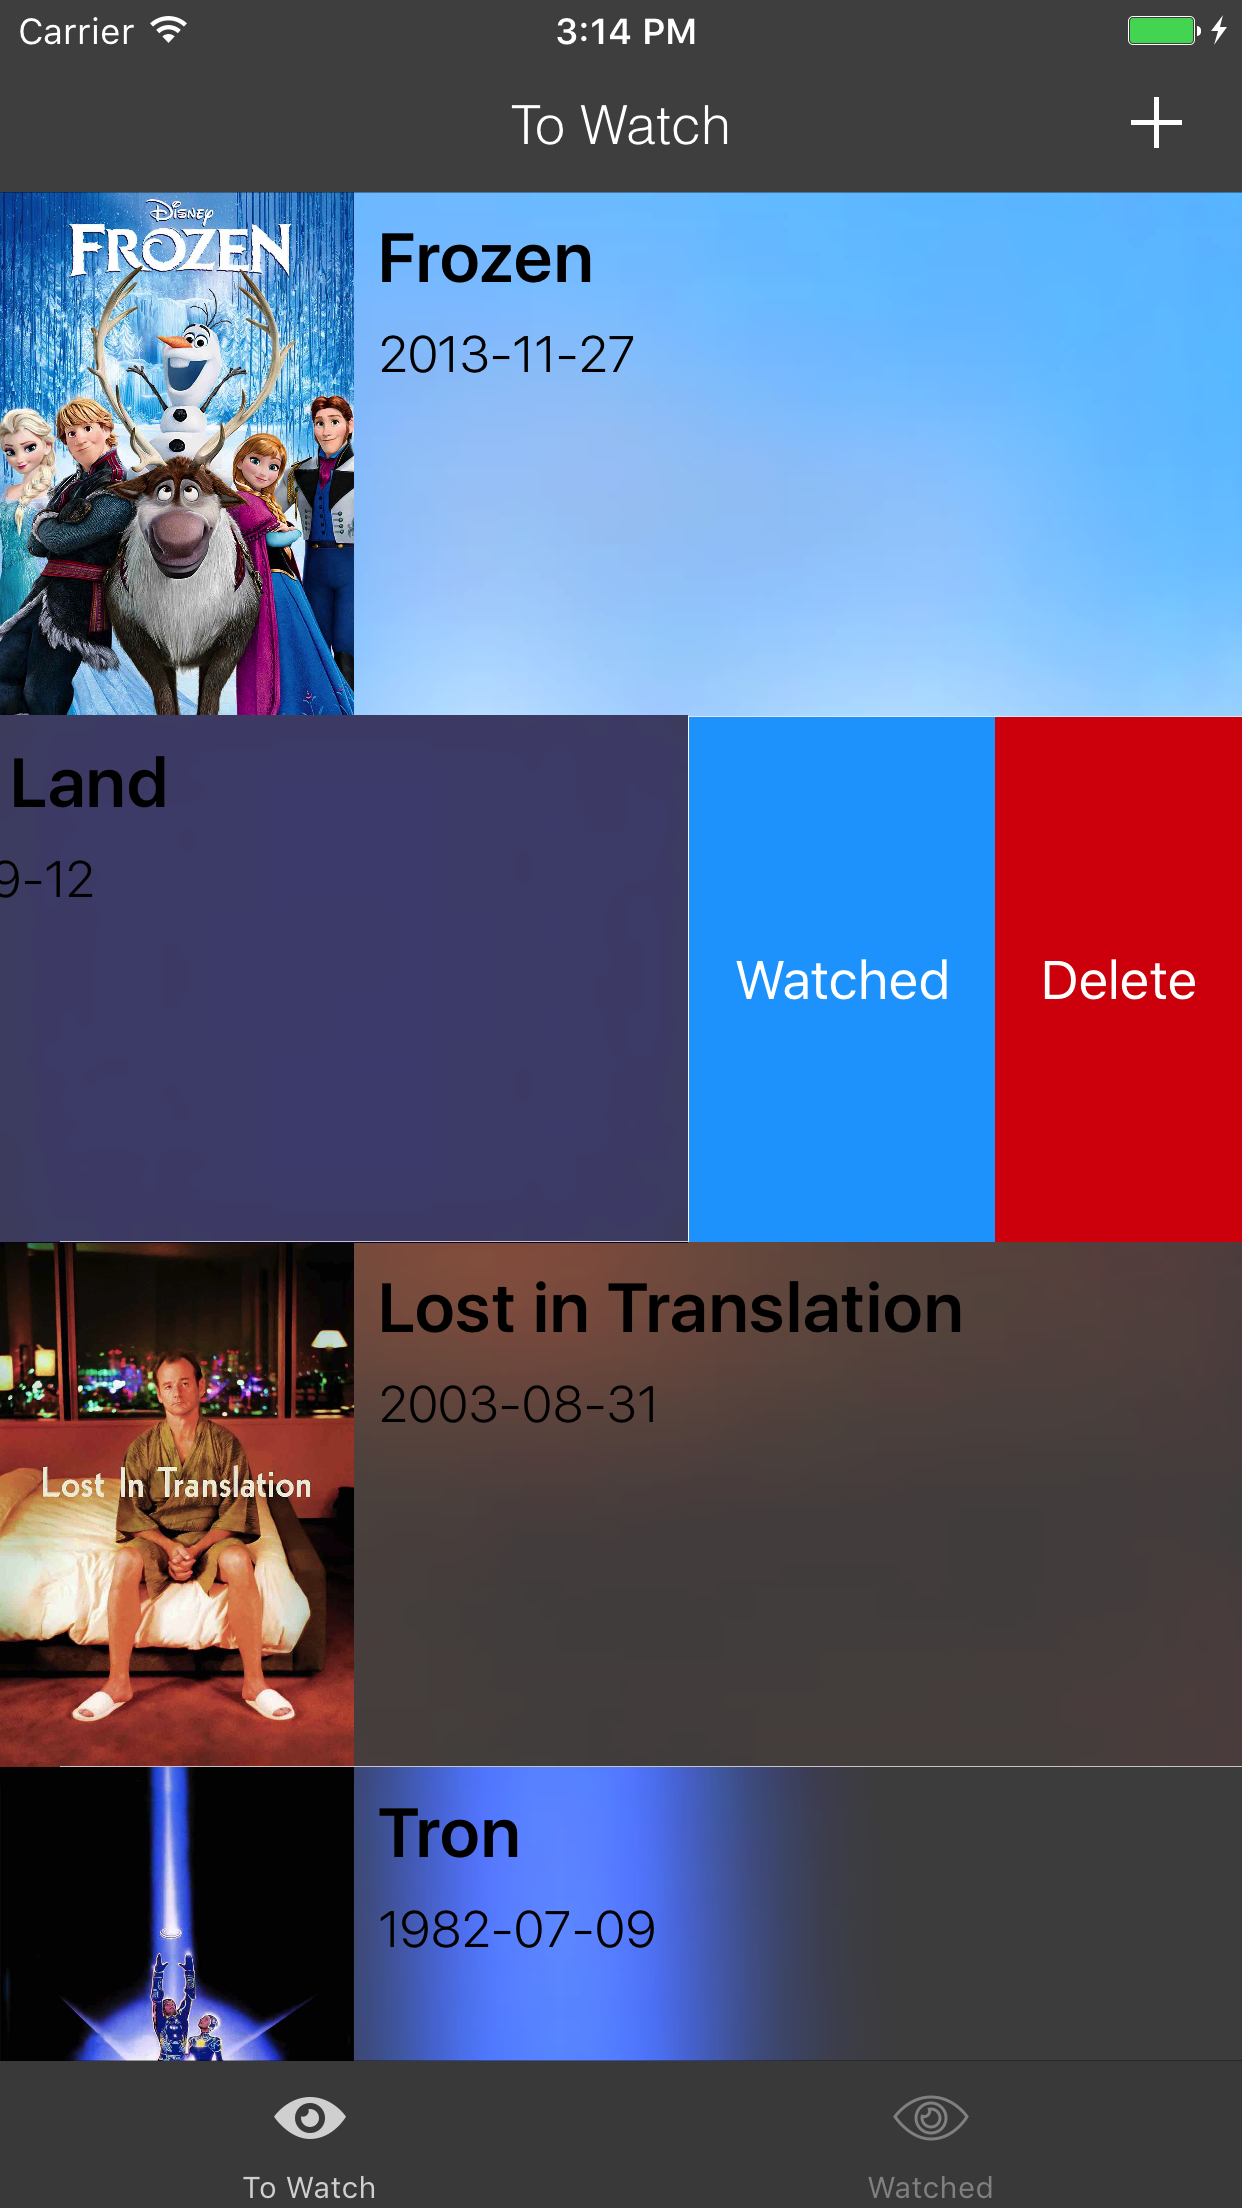 Carrier 3:14 PM
To Watch
Disney
FROZEN
Frozen
2013-11-27
Land
9-12
Watched
Delete
Lost in Translation
2003-08-31
Lost In Translation
Tron
1982-07-09
To Watch
Watched